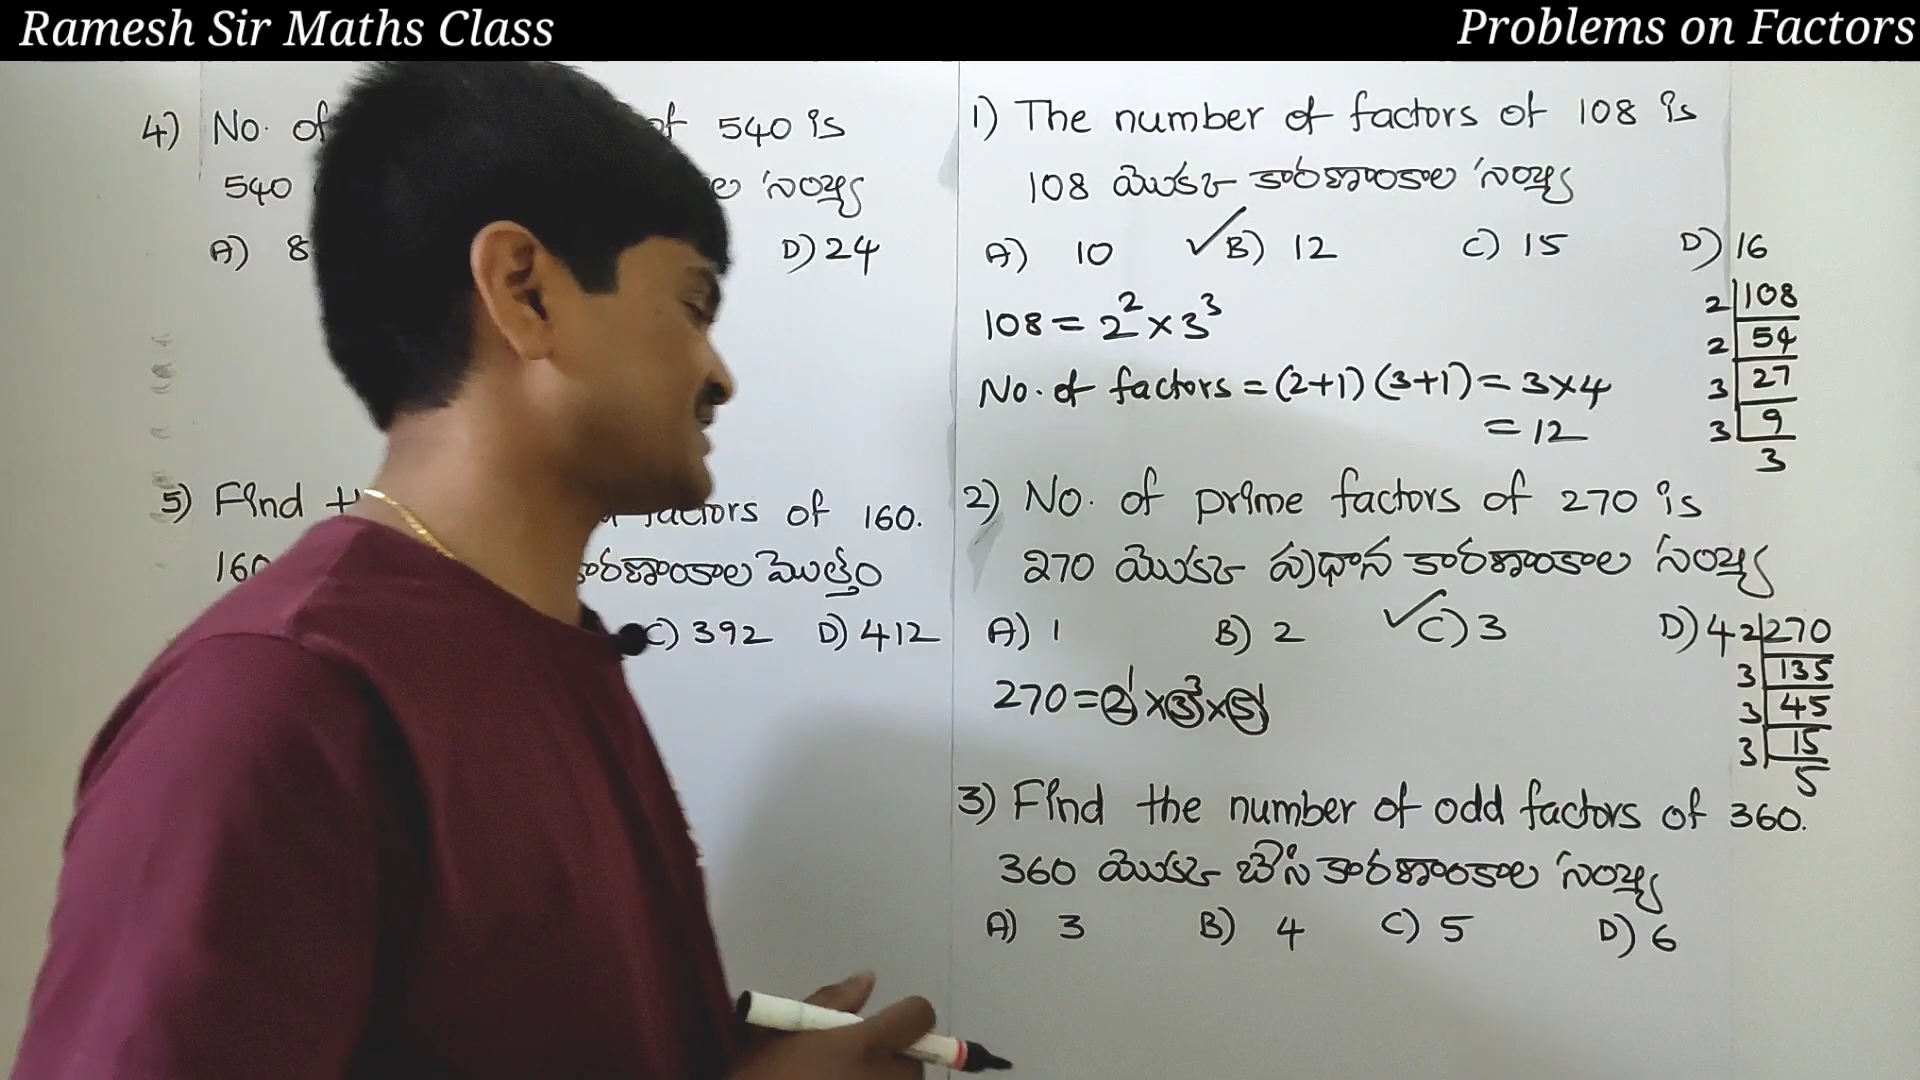 Ramesh Sir Maths Class
Problems on Factors
4) No. of of 540 is
540 ల సంఖ్య
A) 8 D) 24
5) Find factors of 160.
160 కారణాంకాల మొత్తం
C) 392 D) 412
1) The number of factors of 108 is
108 యొక్క కారణాంకాల సంఖ్య
A) 10 ✓B) 12 C) 15 D) 16
108 = 2² × 3³
No. of factors = (2+1) (3+1) = 3×4
= 12
2 108
2 54
3 27
3 9
3
2) No. of prime factors of 270 is
270 యొక్క ప్రధాన కారణాంకాల సంఖ్య
A) 1 B) 2 ✓C) 3 D) 4
270 = 2¹ × 3³ × 5¹
2 270
3 135
3 45
3 15
5
3) Find the number of odd factors of 360.
360 యొక్క బేసి కారణాంకాల సంఖ్య
A) 3 B) 4 C) 5 D) 6